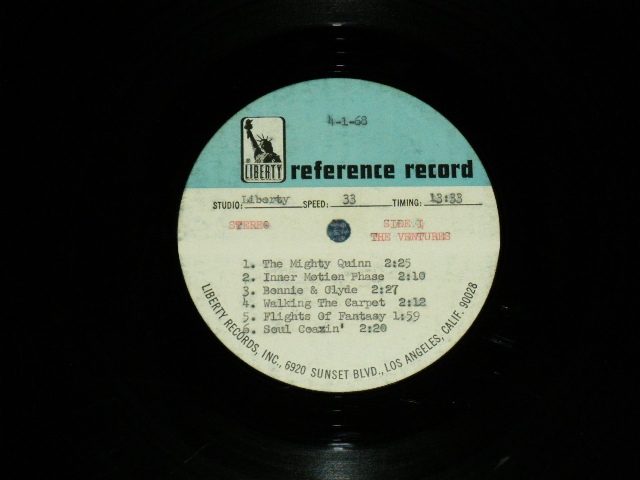 4-1-68
LIBERTY
reference record
STUDIO: Liberty SPEED: 33 TIMING: 13:33
STEREO SIDE 1
THE VENTURES
1. The Mighty Quinn 2:25
2. Inner Motion Phase 2:10
3. Bonnie & Clyde 2:27
4. Walking The Carpet 2:12
5. Flights Of Fantasy 1:59
6. Soul Coaxin' 2:20
LIBERTY RECORDS, INC., 6920 SUNSET BLVD., LOS ANGELES, CALIF. 90028